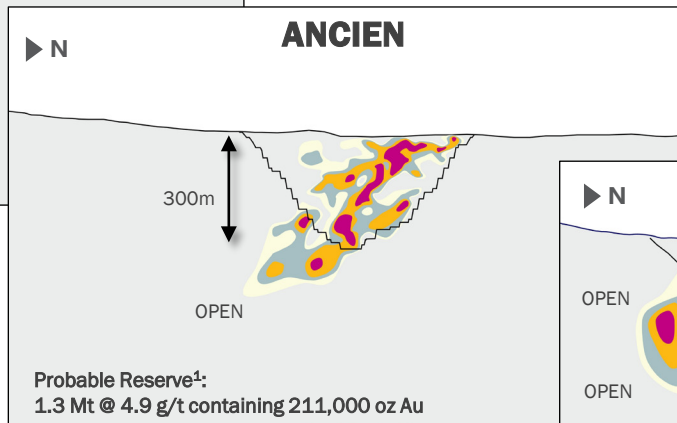 ANCIEN
N
300m
N
OPEN
OPEN
OPEN
Probable Reserve¹:
1.3 Mt @ 4.9 g/t containing 211,000 oz Au